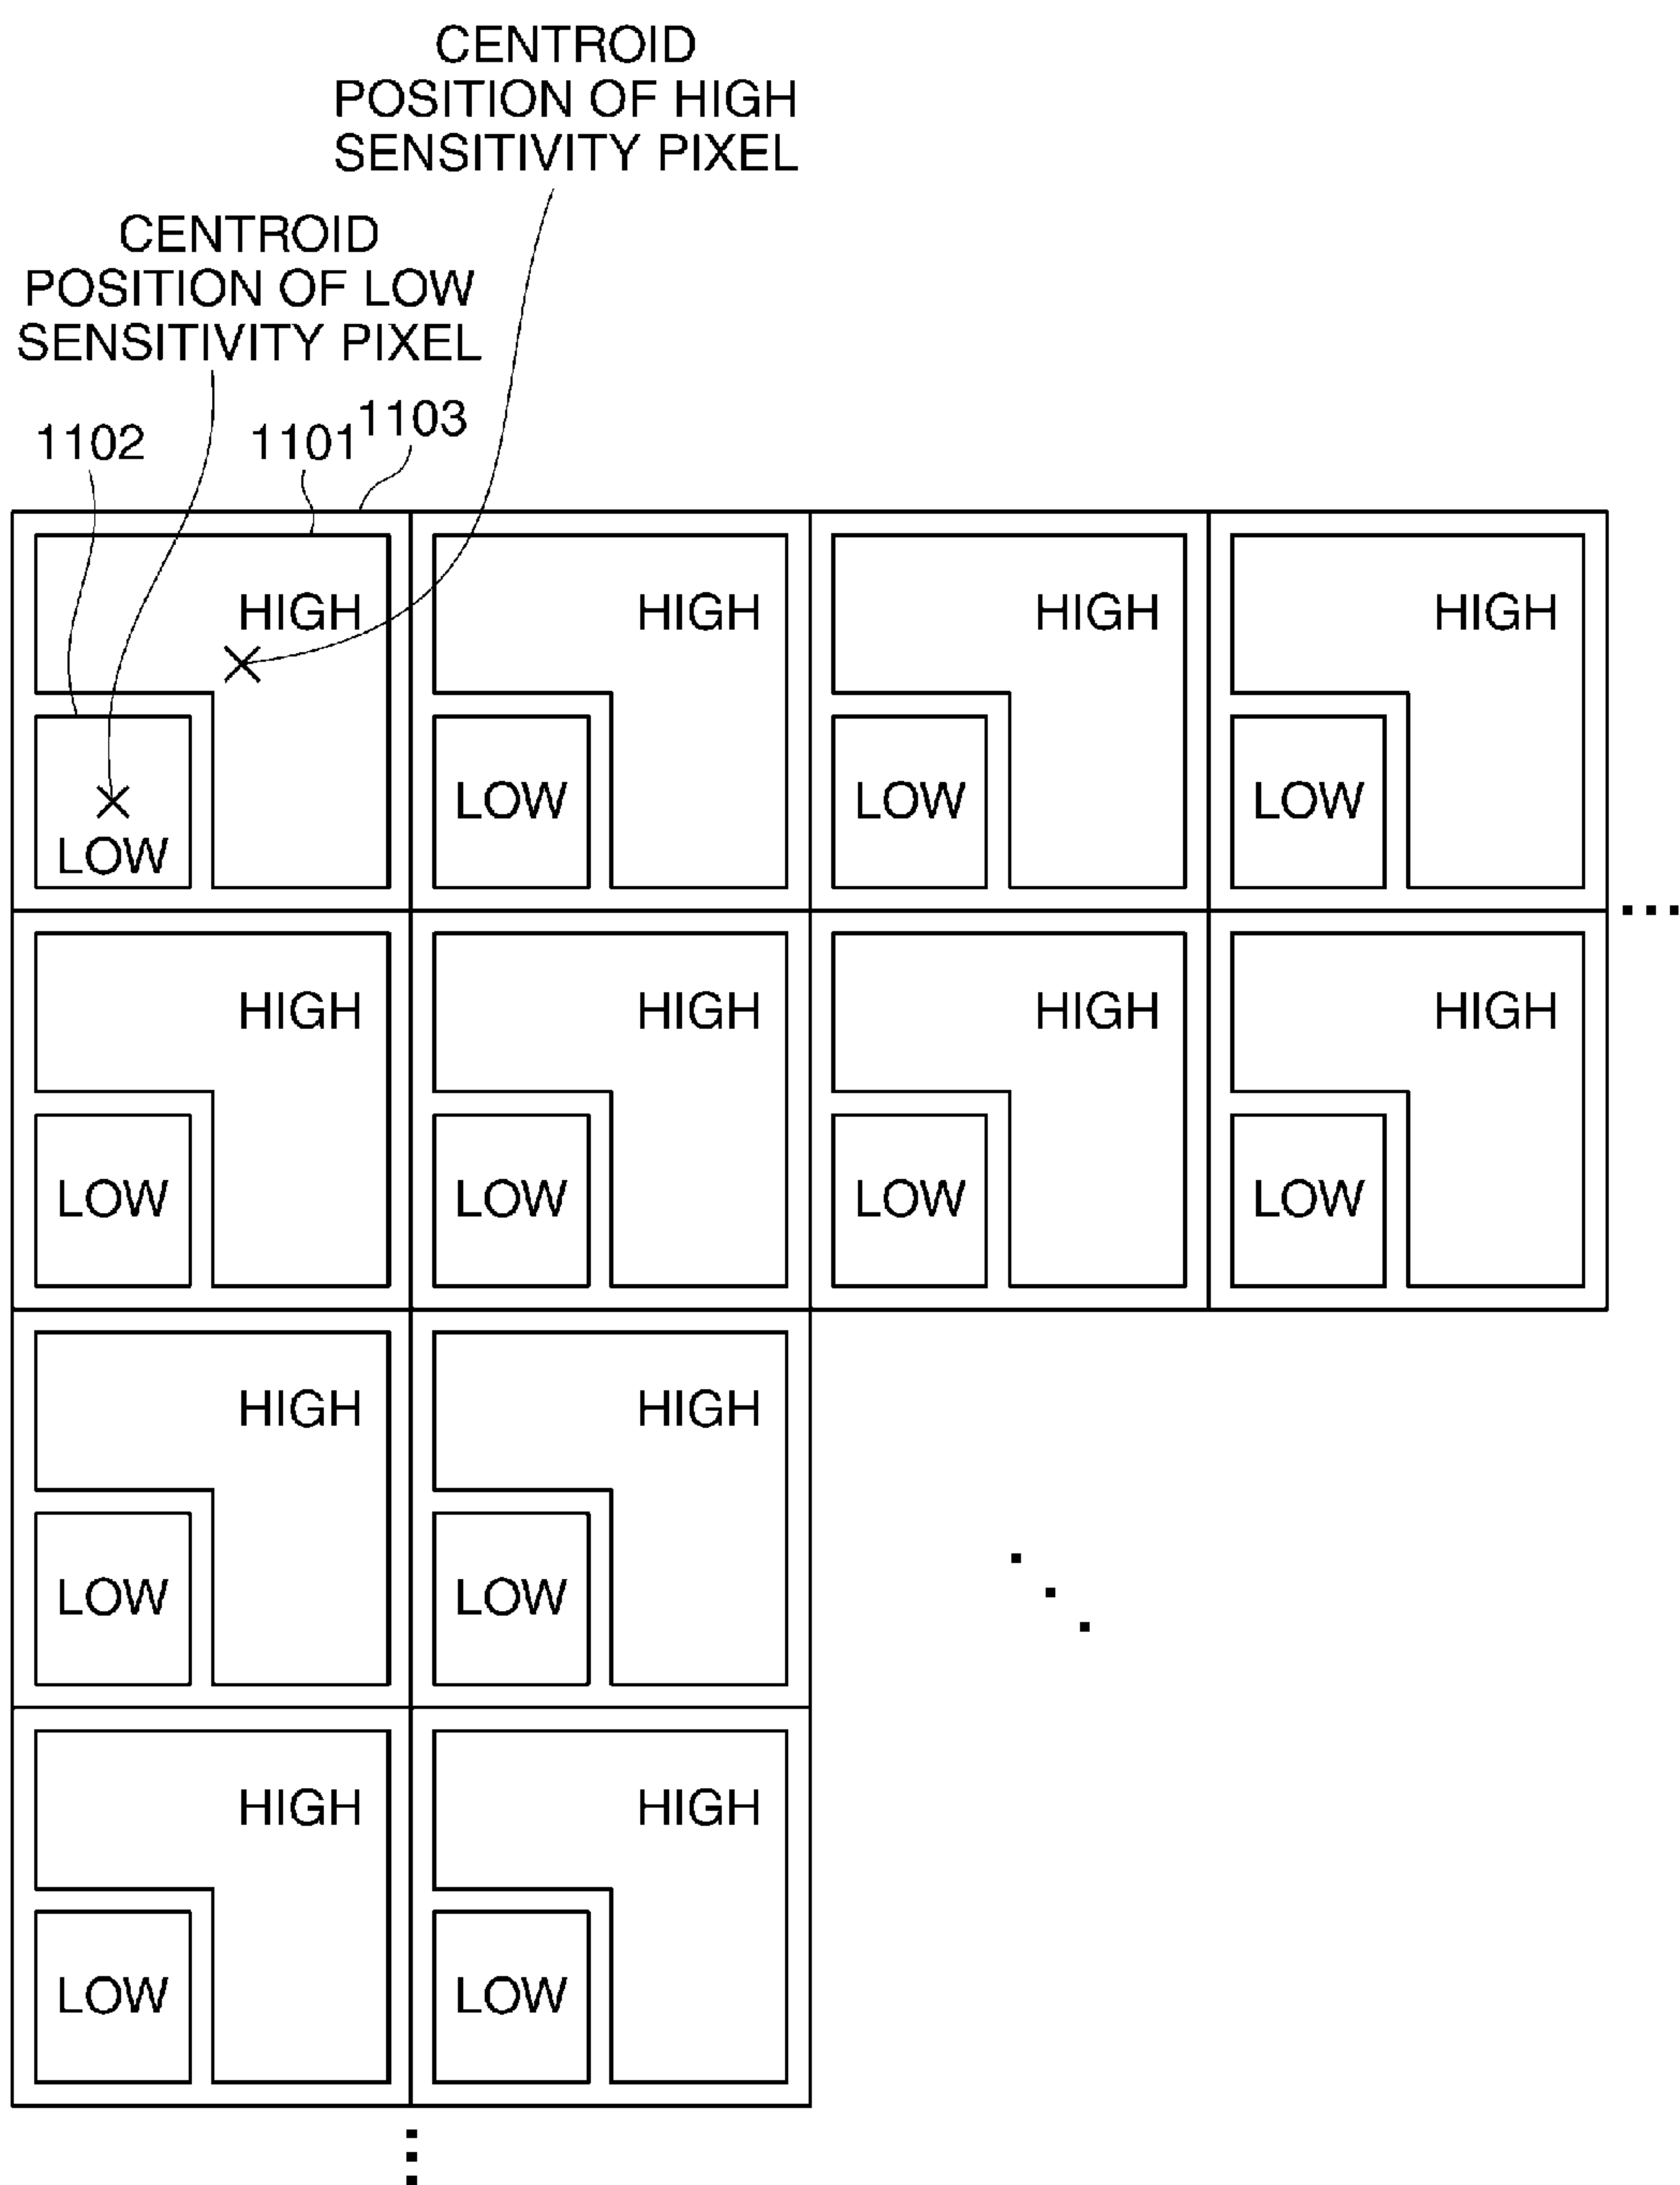 CENTROID
POSITION OF HIGH
SENSITIVITY PIXEL
CENTROID
POSITION OF LOW
SENSITIVITY PIXEL
1102 1101 1103
HIGH HIGH HIGH HIGH
LOW LOW LOW LOW
HIGH HIGH HIGH HIGH
LOW LOW LOW LOW
HIGH HIGH
LOW LOW
HIGH HIGH
LOW LOW